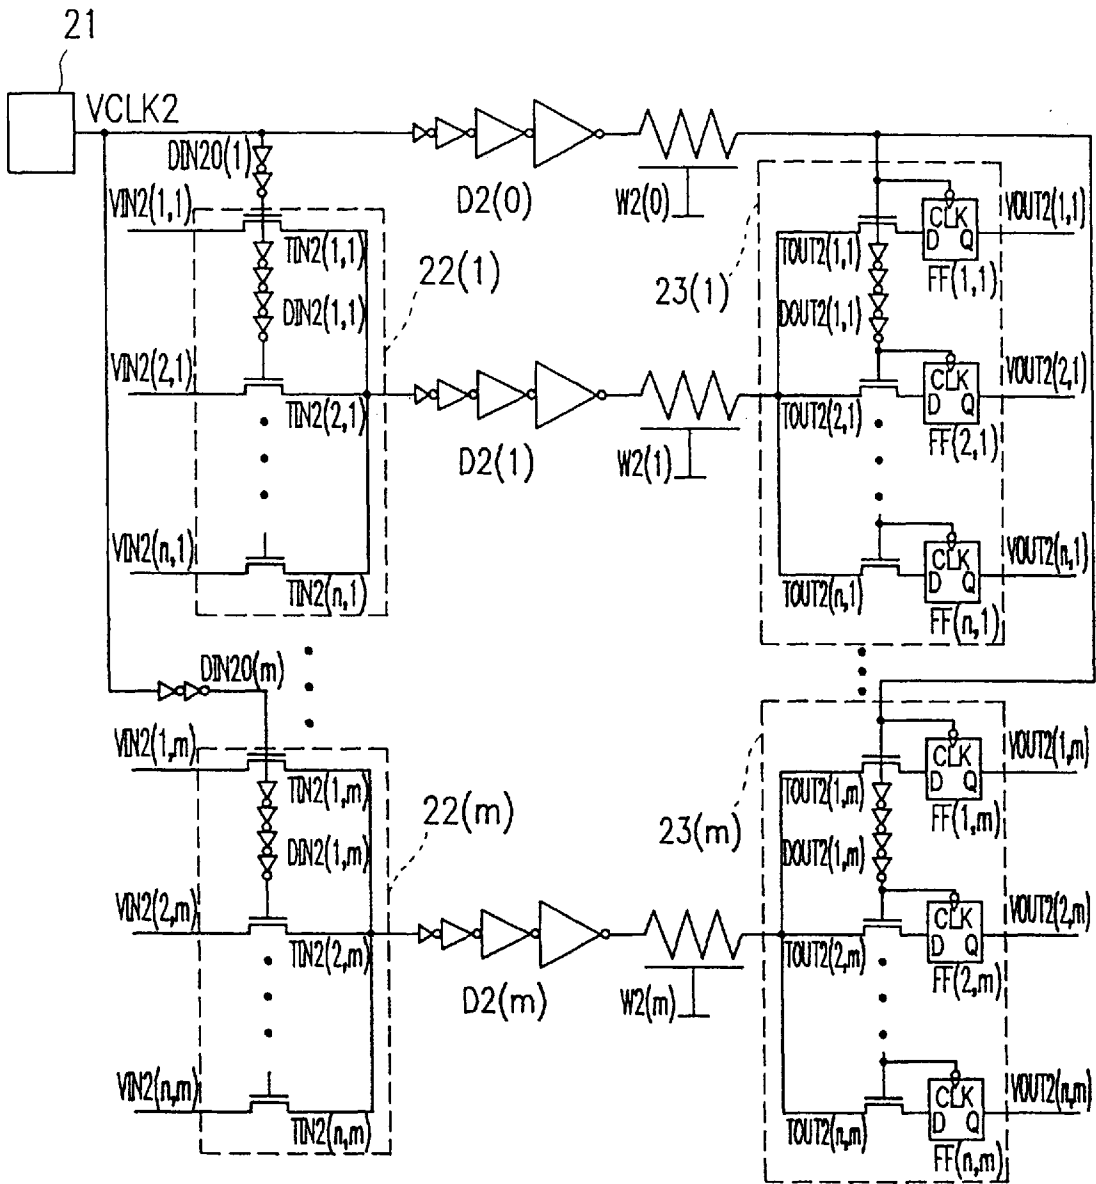 21
VCLK2
DIN20(1)
D2(0)
W2(0)
VIN2(1,1)
TIN2(1,1)
22(1)
DIN2(1,1)
23(1)
TOUT2(1,1)
CLK
D Q
VOUT2(1,1)
FF(1,1)
DOUT2(1,1)
VIN2(2,1)
TIN2(2,1)
D2(1)
W2(1)
TOUT2(2,1)
CLK
D Q
VOUT2(2,1)
FF(2,1)
VIN2(n,1)
TIN2(n,1)
TOUT2(n,1)
CLK
D Q
VOUT2(n,1)
FF(n,1)
DIN20(m)
VIN2(1,m)
TIN2(1,m)
22(m)
DIN2(1,m)
23(m)
TOUT2(1,m)
CLK
D Q
VOUT2(1,m)
FF(1,m)
DOUT2(1,m)
VIN2(2,m)
TIN2(2,m)
D2(m)
W2(m)
TOUT2(2,m)
CLK
D Q
VOUT2(2,m)
FF(2,m)
VIN2(n,m)
TIN2(n,m)
TOUT2(n,m)
CLK
D Q
VOUT2(n,m)
FF(n,m)